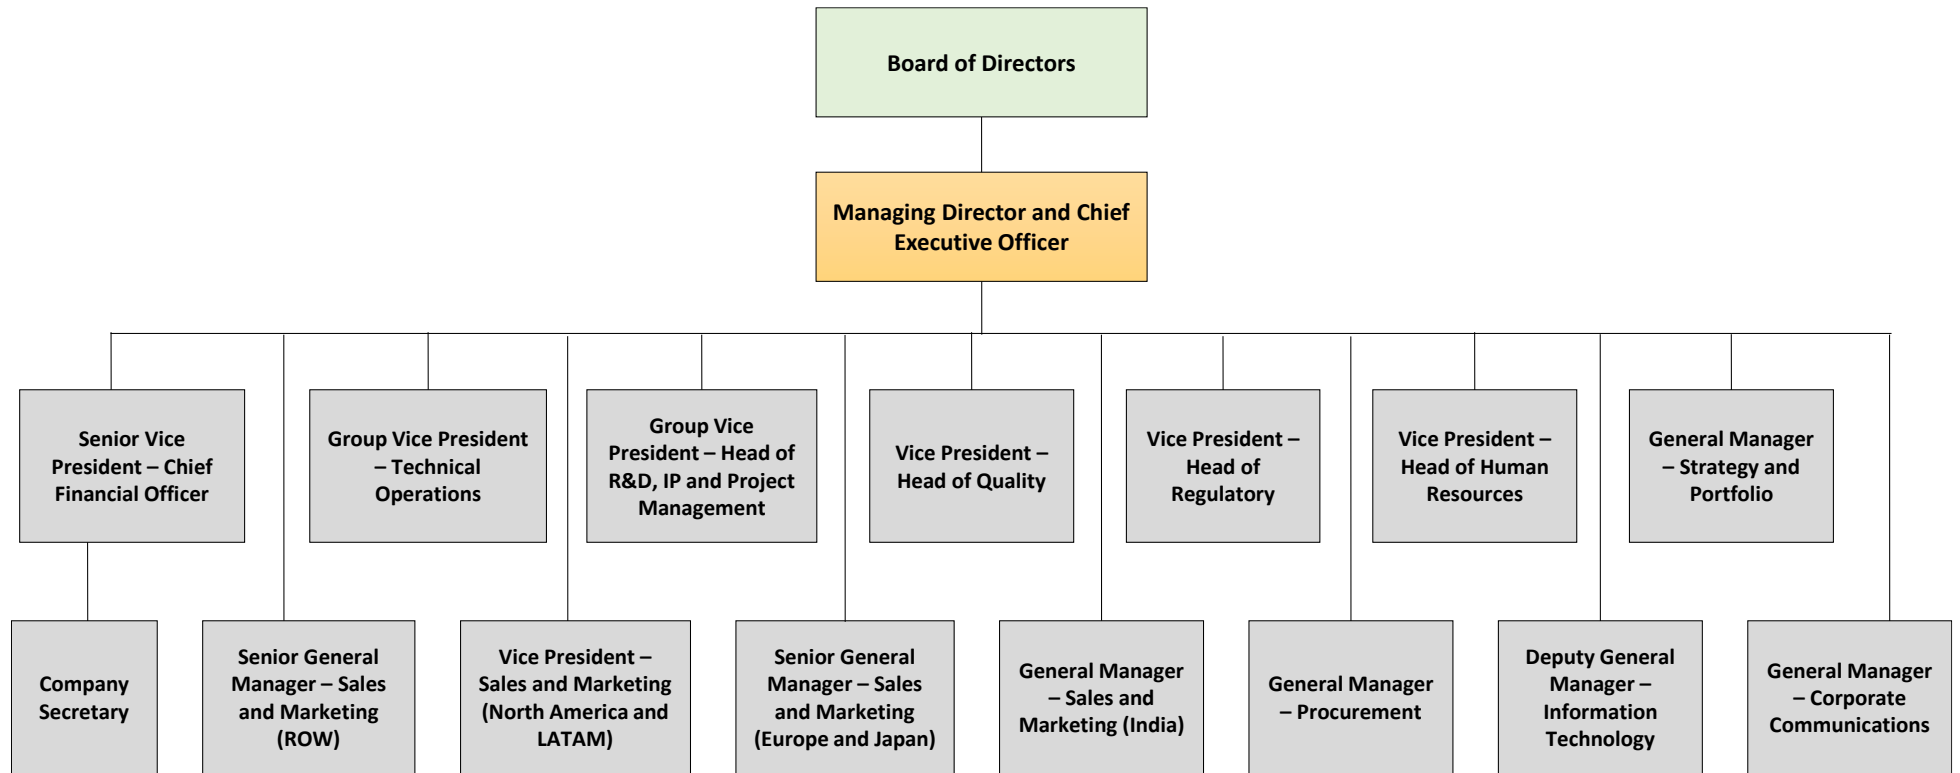 Board of Directors
Managing Director and Chief
Executive Officer
Senior Vice
President – Chief
Financial Officer
Group Vice President
– Technical
Operations
Group Vice
President – Head of
R&D, IP and Project
Management
Vice President –
Head of Quality
Vice President –
Head of
Regulatory
Vice President –
Head of Human
Resources
General Manager
– Strategy and
Portfolio
Company
Secretary
Senior General
Manager – Sales
and Marketing
(ROW)
Vice President –
Sales and Marketing
(North America and
LATAM)
Senior General
Manager – Sales
and Marketing
(Europe and Japan)
General Manager
– Sales and
Marketing (India)
General Manager
– Procurement
Deputy General
Manager –
Information
Technology
General Manager
– Corporate
Communications